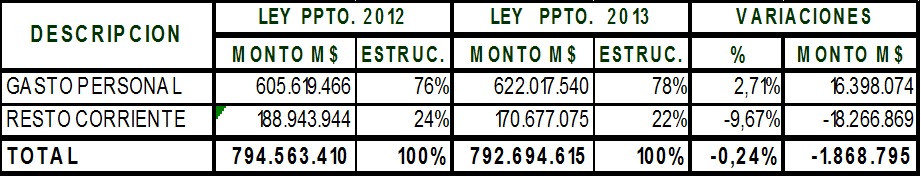 DESCRIPCION LEY PPTO. 2012 LEY PPTO. 2013 VARIACIONES
MONTO M$ ESTRUC. MONTO M$ ESTRUC. % MONTO M$
GASTO PERSONAL 605.619.466 76% 622.017.540 78% 2,71% 16.398.074
RESTO CORRIENTE 188.943.944 24% 170.677.075 22% -9,67% -18.266.869
TOTAL 794.563.410 100% 792.694.615 100% -0,24% -1.868.795